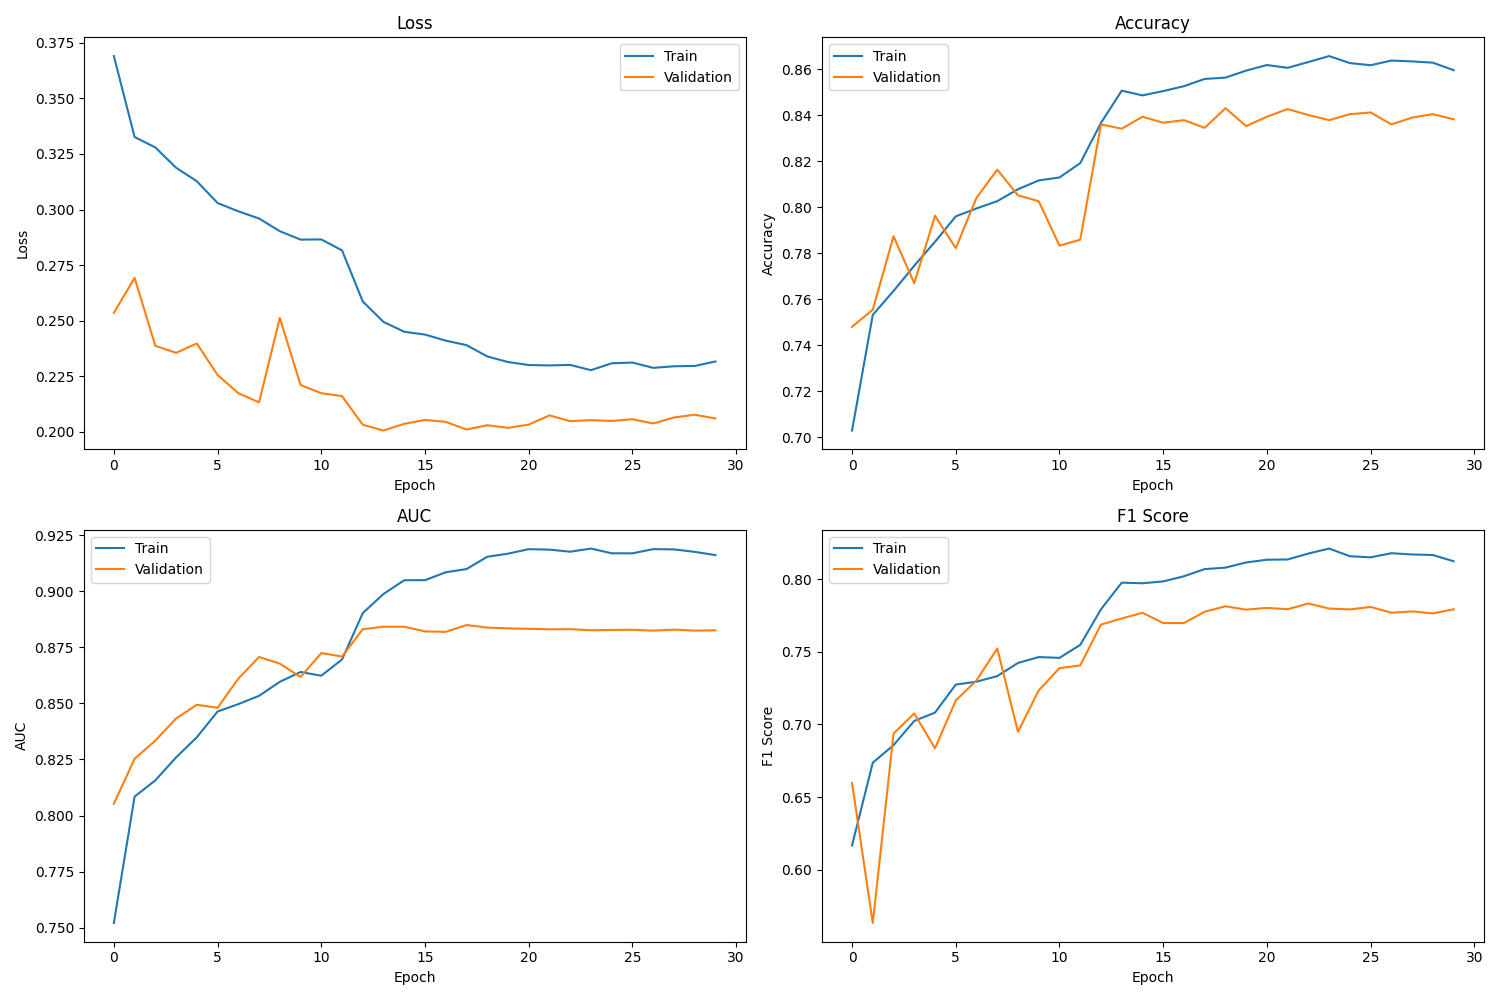 Loss
0.375
0.350
0.325
0.300
0.275
0.250
0.225
0.200
Loss
Train
Validation
0 5 10 15 20 25 30
Epoch
Accuracy
0.86
0.84
0.82
0.80
0.78
0.76
0.74
0.72
0.70
Accuracy
Train
Validation
0 5 10 15 20 25 30
Epoch
AUC
0.925
0.900
0.875
0.850
0.825
0.800
0.775
0.750
AUC
Train
Validation
0 5 10 15 20 25 30
Epoch
F1 Score
0.80
0.75
0.70
0.65
0.60
F1 Score
Train
Validation
0 5 10 15 20 25 30
Epoch